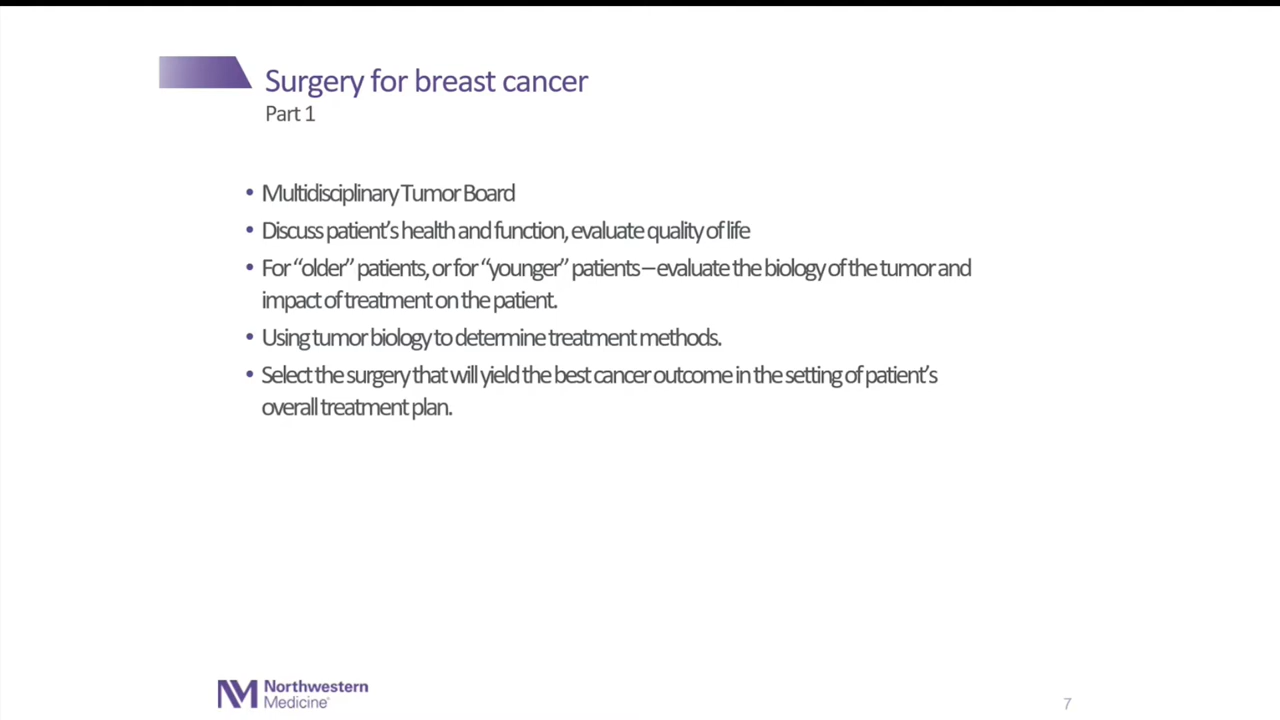 Surgery for breast cancer
Part 1
• Multidisciplinary Tumor Board
• Discuss patient’s health and function, evaluate quality of life
• For “older” patients, or for “younger” patients – evaluate the biology of the tumor and
impact of treatment on the patient.
• Using tumor biology to determine treatment methods.
• Select the surgery that will yield the best cancer outcome in the setting of patient’s
overall treatment plan.
NM Northwestern
Medicine®
7